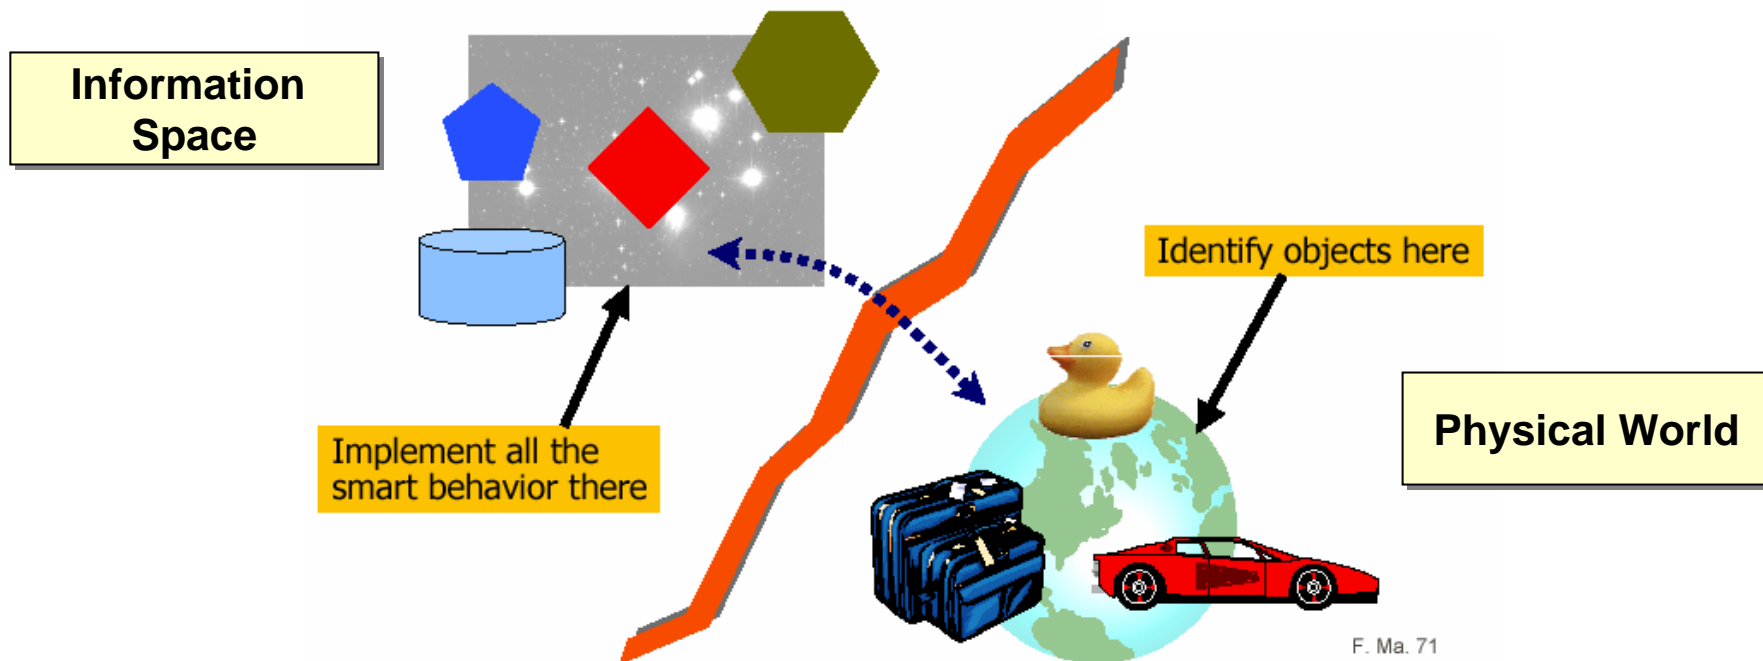 Information
Space
Identify objects here
Implement all the
smart behavior there
Physical World
F. Ma. 71